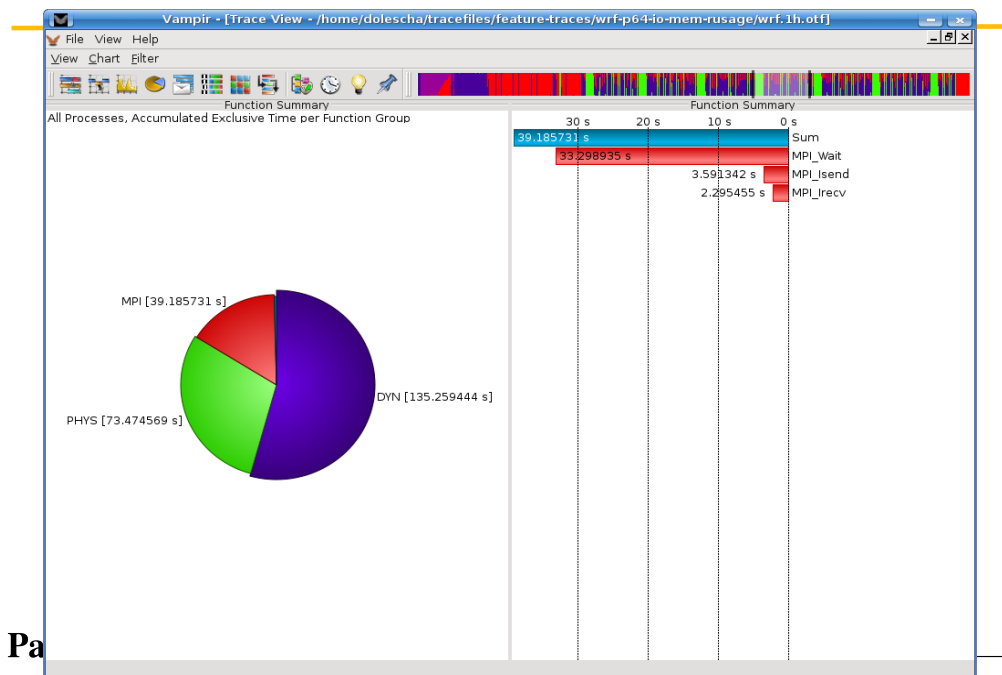 Vampir - [Trace View - /home/dolescha/tracefiles/feature-traces/wrf-p64-io-mem-rusage/wrf.1h.otf]
File View Help
View Chart Filter
Function Summary
All Processes, Accumulated Exclusive Time per Function Group
MPI [39.185731 s]
DYN [135.259444 s]
PHYS [73.474569 s]
Function Summary
30 s 20 s 10 s 0 s
39.185731 s Sum
33.298935 s MPI_Wait
3.591342 s MPI_Isend
2.295455 s MPI_Irecv
Pa